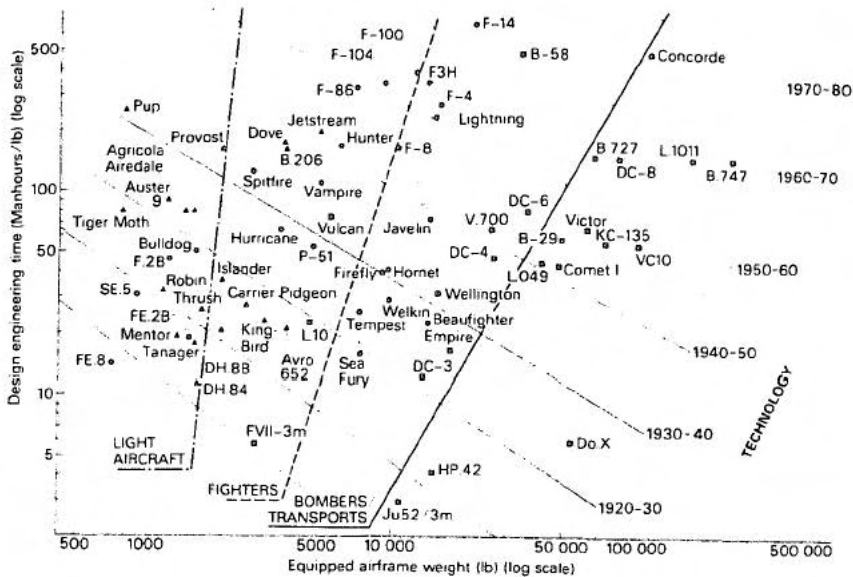 Design engineering time (Manhours/lb) (log scale)
500
100
50
10
5
F-14
F-100
F-104
B-58
Concorde
F-86
F3H
1970-80
Pup
F-4
Lightning
Provost
Dove
Jetstream
Hunter
B.206
F-8
Agricola
Airedale
B 727
L.1011
Spitfire
DC-8
B.747
1960-70
Auster
9
Vampire
DC-6
Tiger Moth
Vulcan
Javelin
V.700
Victor
Hurricane
B-29
KC-135
Bulldog
P-51
DC-4
VC10
F.2B
Islander
Firefly
Hornet
L.049
Comet I
1950-60
Robin
SE.5
Thrush
Carrier Pidgeon
Wellington
FE.2B
Welkin
Mentor
King
Bird
L.10
Tempest
Beaufighter
Empire
1940-50
Tanager
FE.8
DH.8B
Avro
652
Sea
Fury
DC-3
DH.84
TECHNOLOGY
FVII-3m
Do.X
1930-40
LIGHT
AIRCRAFT
HP.42
FIGHTERS
BOMBERS
TRANSPORTS
Ju52/3m
1920-30
500 1000 5000 10 000 50 000 100 000 500 000
Equipped airframe weight (lb) (log scale)